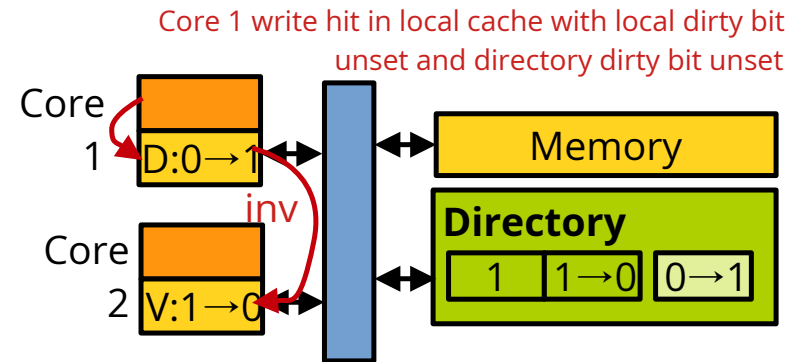 Core 1 write hit in local cache with local dirty bit
unset and directory dirty bit unset
Core
1
D:0→1
inv
Core
2
V:1→0
Memory
Directory
1 1→0 0→1